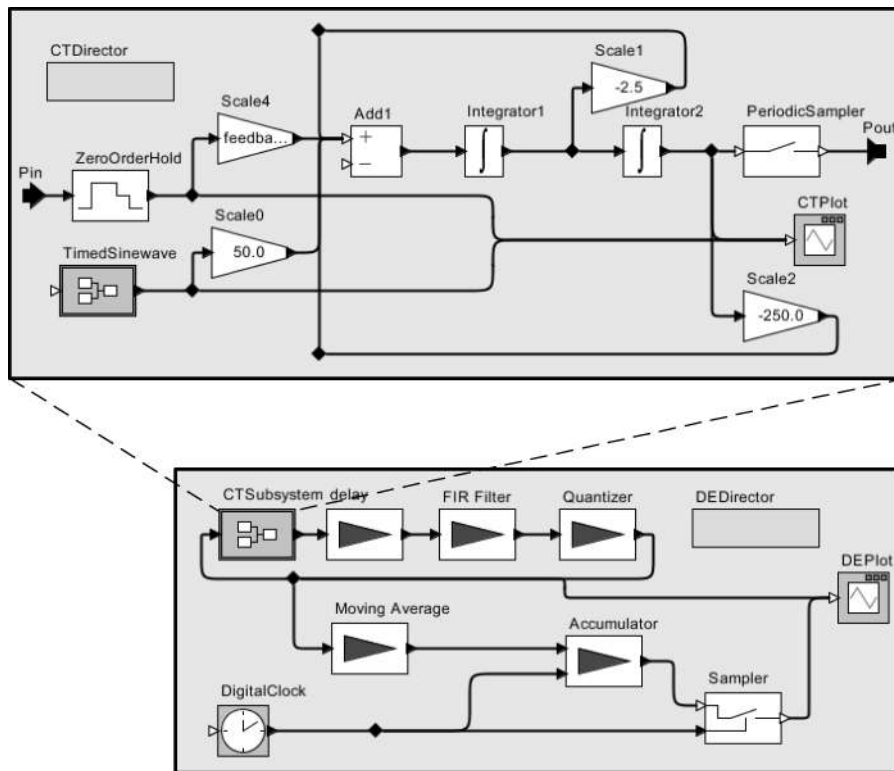 CTDirector
Scale1
-2.5
Scale4
feedba...
Add1
+
−
Integrator1
∫
Integrator2
∫
PeriodicSampler
Pout
Pin
ZeroOrderHold
Scale0
50.0
CTPlot
TimedSinewave
Scale2
-250.0
CTSubsystem delay
FIR Filter
Quantizer
DEDirector
DEPlot
Moving Average
Accumulator
DigitalClock
Sampler